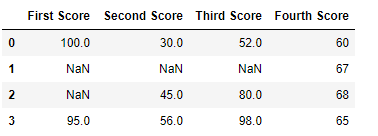 First Score Second Score Third Score Fourth Score
0 100.0 30.0 52.0 60
1 NaN NaN NaN 67
2 NaN 45.0 80.0 68
3 95.0 56.0 98.0 65